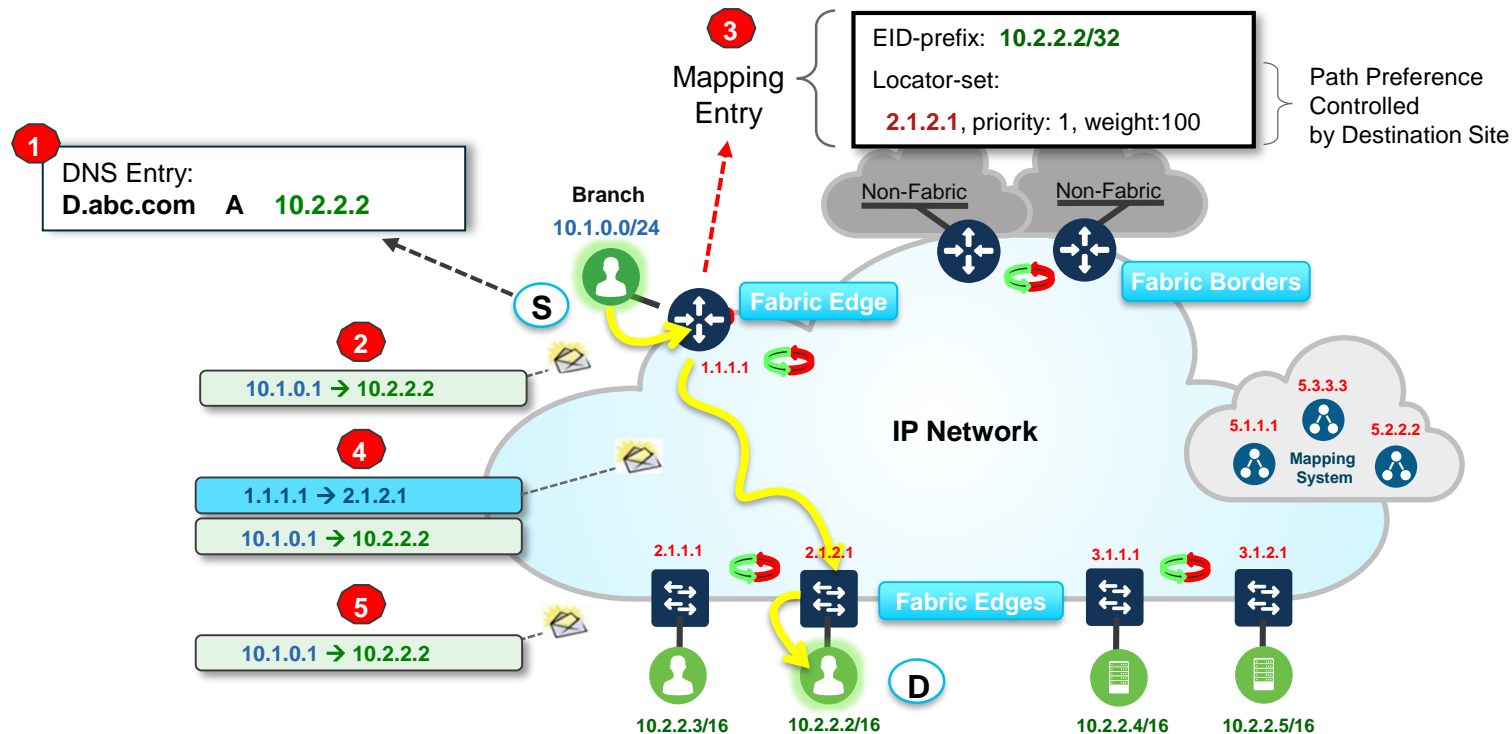 3
Mapping
Entry
EID-prefix: 10.2.2.2/32
Locator-set:
2.1.2.1, priority: 1, weight:100
Path Preference
Controlled
by Destination Site
1
DNS Entry:
D.abc.com A 10.2.2.2
Branch
10.1.0.0/24
Non-Fabric
Non-Fabric
S
Fabric Edge
Fabric Borders
2
1.1.1.1
10.1.0.1 → 10.2.2.2
5.3.3.3
5.1.1.1
5.2.2.2
Mapping
System
IP Network
4
1.1.1.1 → 2.1.2.1
10.1.0.1 → 10.2.2.2
2.1.1.1
2.1.2.1
3.1.1.1
3.1.2.1
Fabric Edges
5
10.1.0.1 → 10.2.2.2
D
10.2.2.3/16
10.2.2.2/16
10.2.2.4/16
10.2.2.5/16